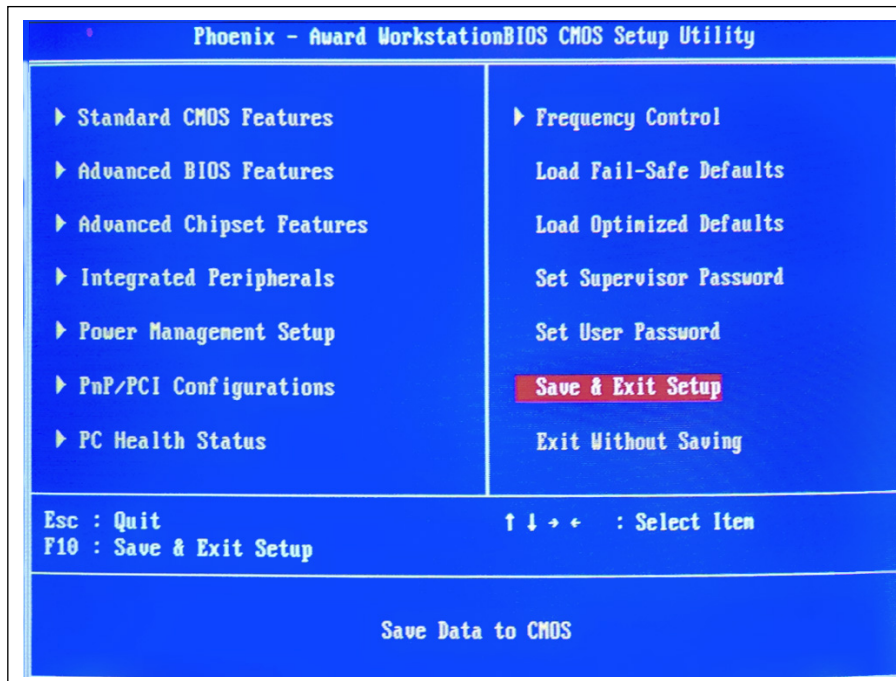 Phoenix - Award WorkstationBIOS CMOS Setup Utility
Standard CMOS Features
Advanced BIOS Features
Advanced Chipset Features
Integrated Peripherals
Power Management Setup
PnP/PCI Configurations
PC Health Status
Frequency Control
Load Fail-Safe Defaults
Load Optimized Defaults
Set Supervisor Password
Set User Password
Save & Exit Setup
Exit Without Saving
Esc : Quit
F10 : Save & Exit Setup
↑ ↓ → ← : Select Item
Save Data to CMOS